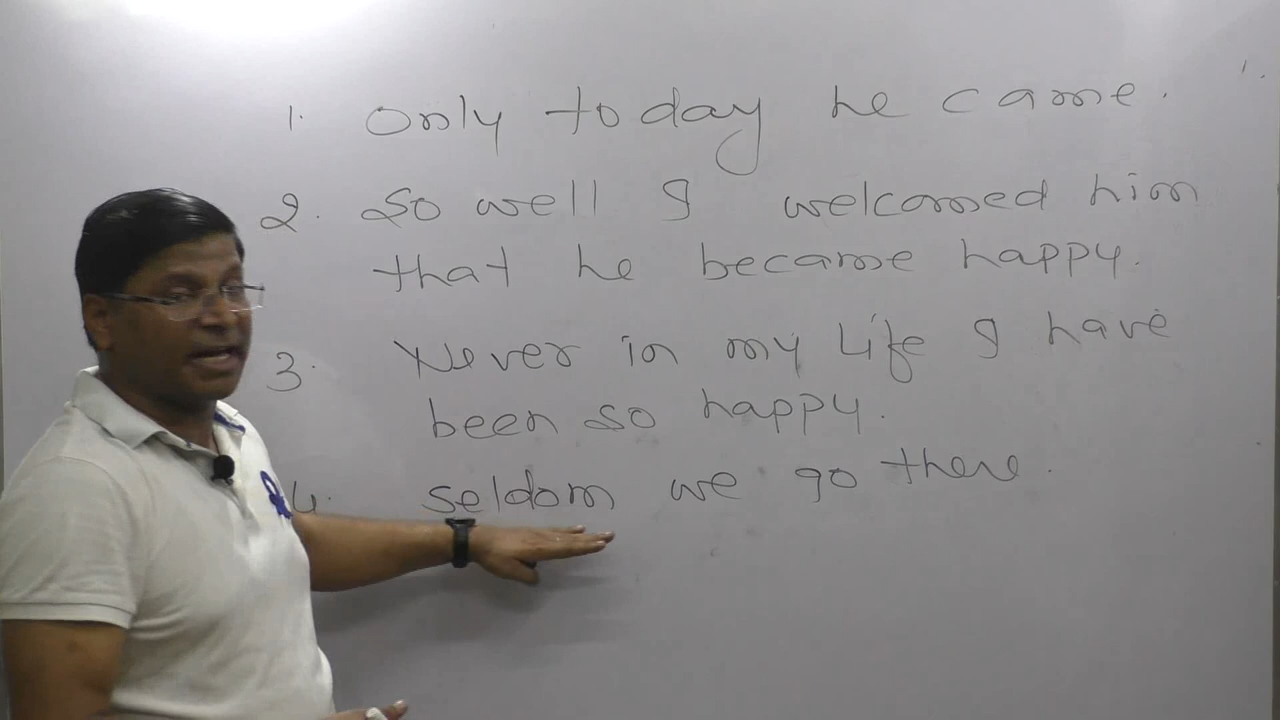 1. Only today he came.
2. So well I welcomed him
that he became happy.
3. Never in my life I have
been so happy.
4. seldom we go there.